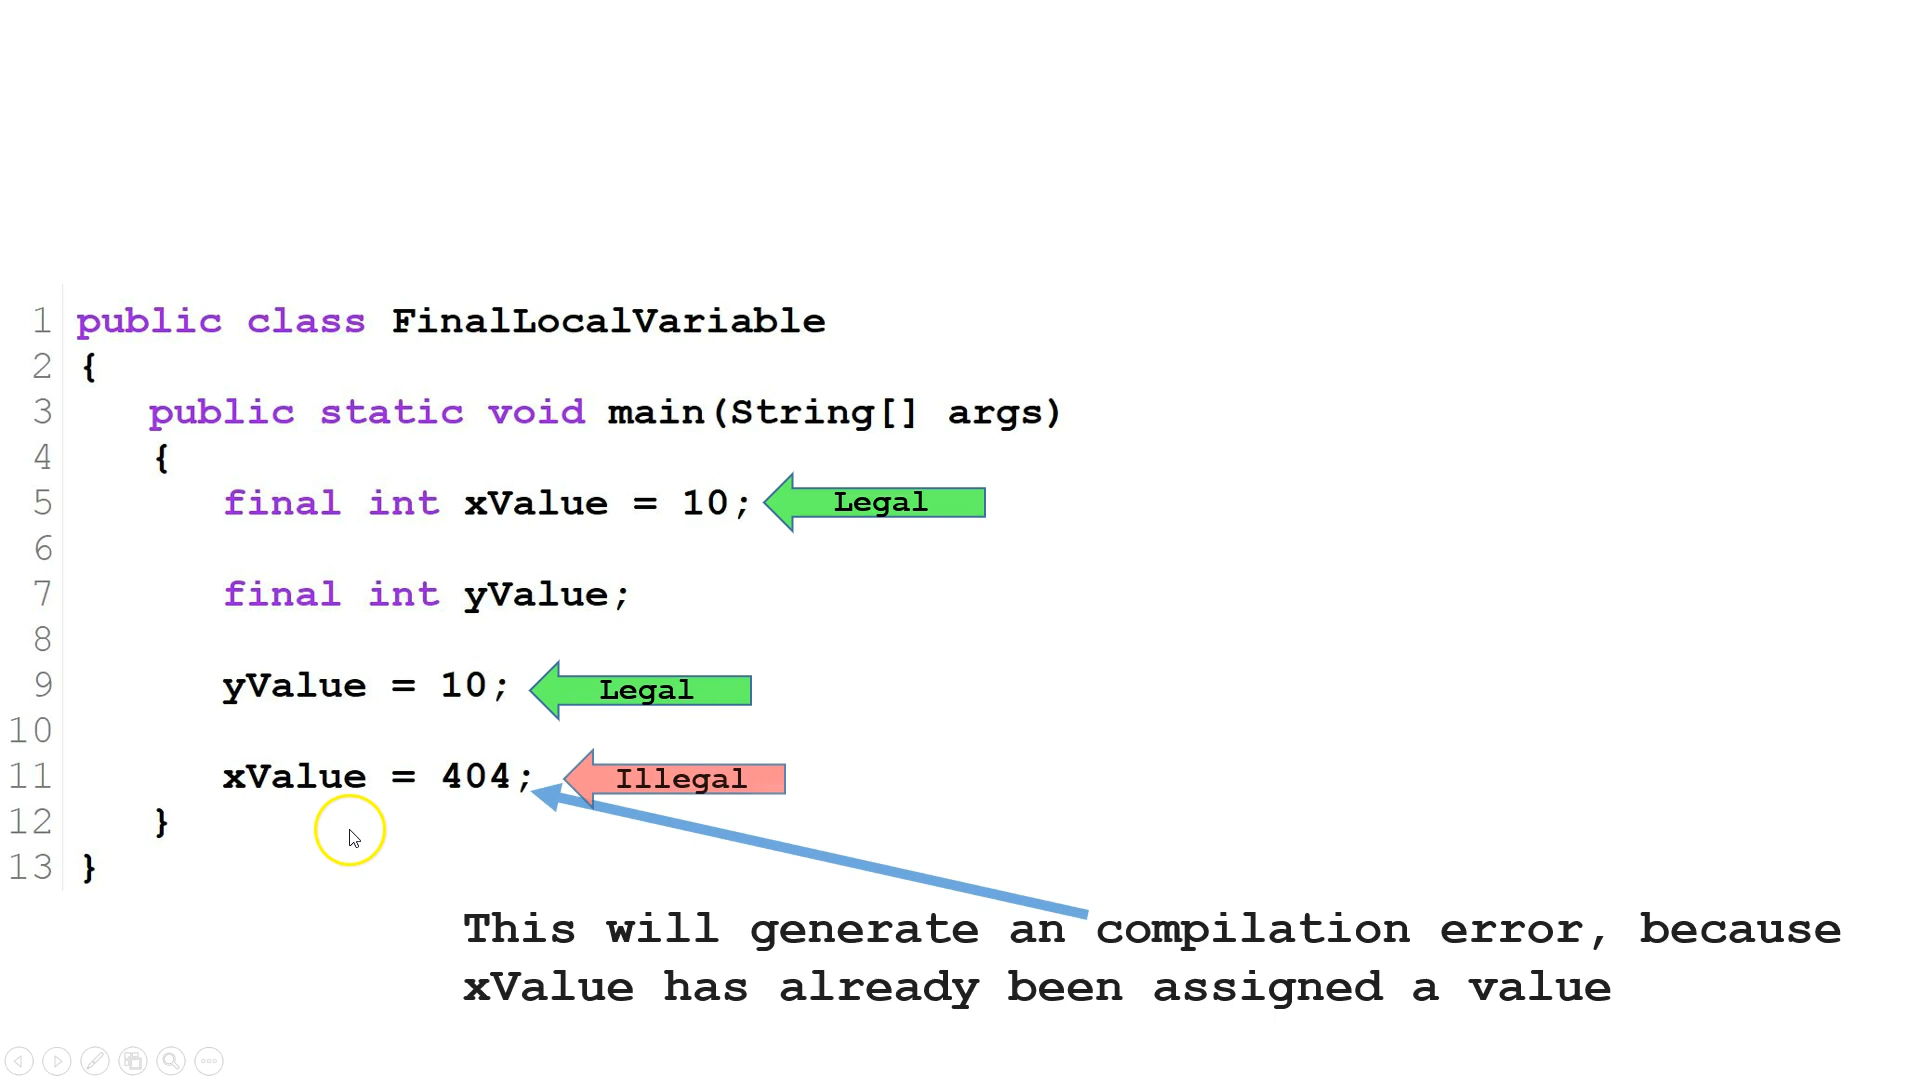 1 public class FinalLocalVariable
2 {
3 public static void main(String[] args)
4 {
5 final int xValue = 10; Legal
6
7 final int yValue;
8
9 yValue = 10; Legal
10
11 xValue = 404; Illegal
12 }
13 }
This will generate an compilation error, because
xValue has already been assigned a value